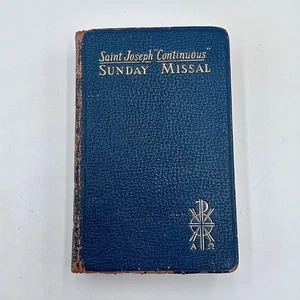 Saint Joseph "Continuous"
SUNDAY MISSAL
Α Ω